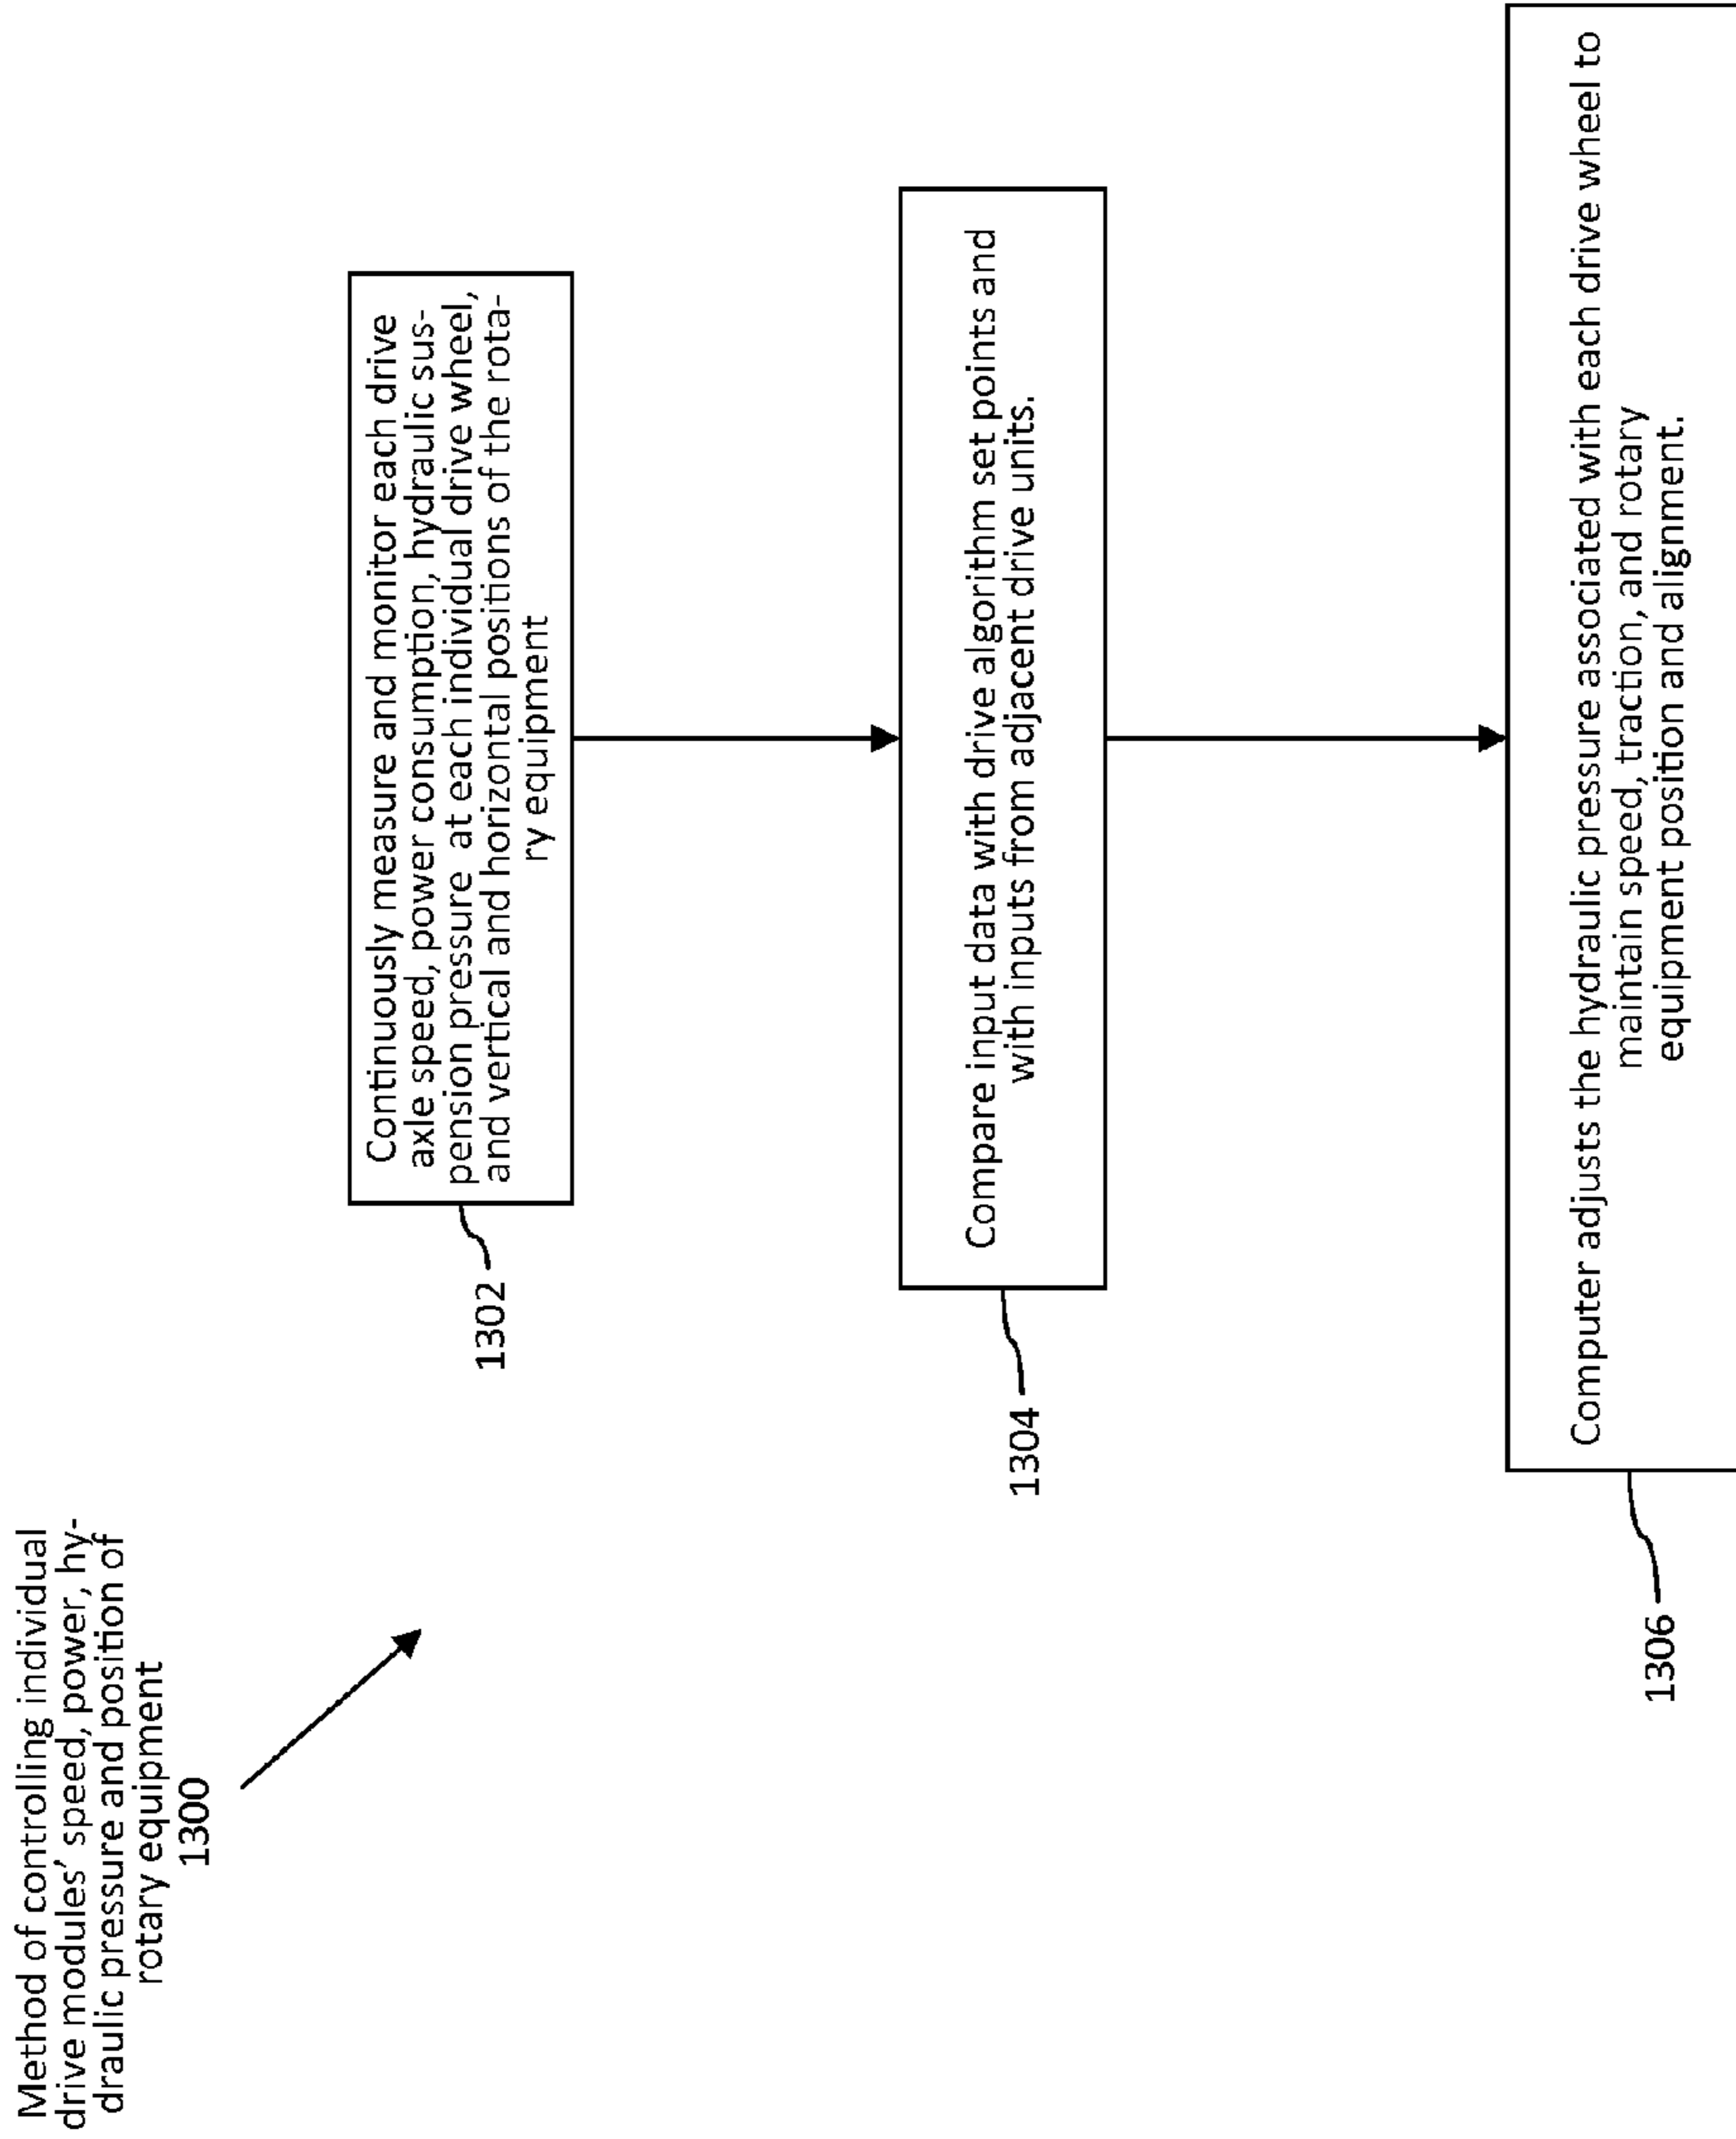 Method of controlling individual
drive modules’ speed, power, hy-
draulic pressure and position of
rotary equipment
1300
Continuously measure and monitor each drive
axle speed, power consumption, hydraulic sus-
pension pressure at each individual drive wheel,
and vertical and horizontal positions of the rota-
ry equipment
1302
Compare input data with drive algorithm set points and
with inputs from adjacent drive units.
1304
Computer adjusts the hydraulic pressure associated with each drive wheel to
maintain speed, traction, and rotary
equipment position and alignment.
1306